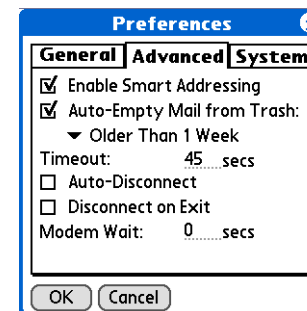 Preferences
General Advanced System
Enable Smart Addressing
Auto-Empty Mail from Trash:
Older Than 1 Week
Timeout: 45 secs
Auto-Disconnect
Disconnect on Exit
Modem Wait: 0 secs
OK Cancel